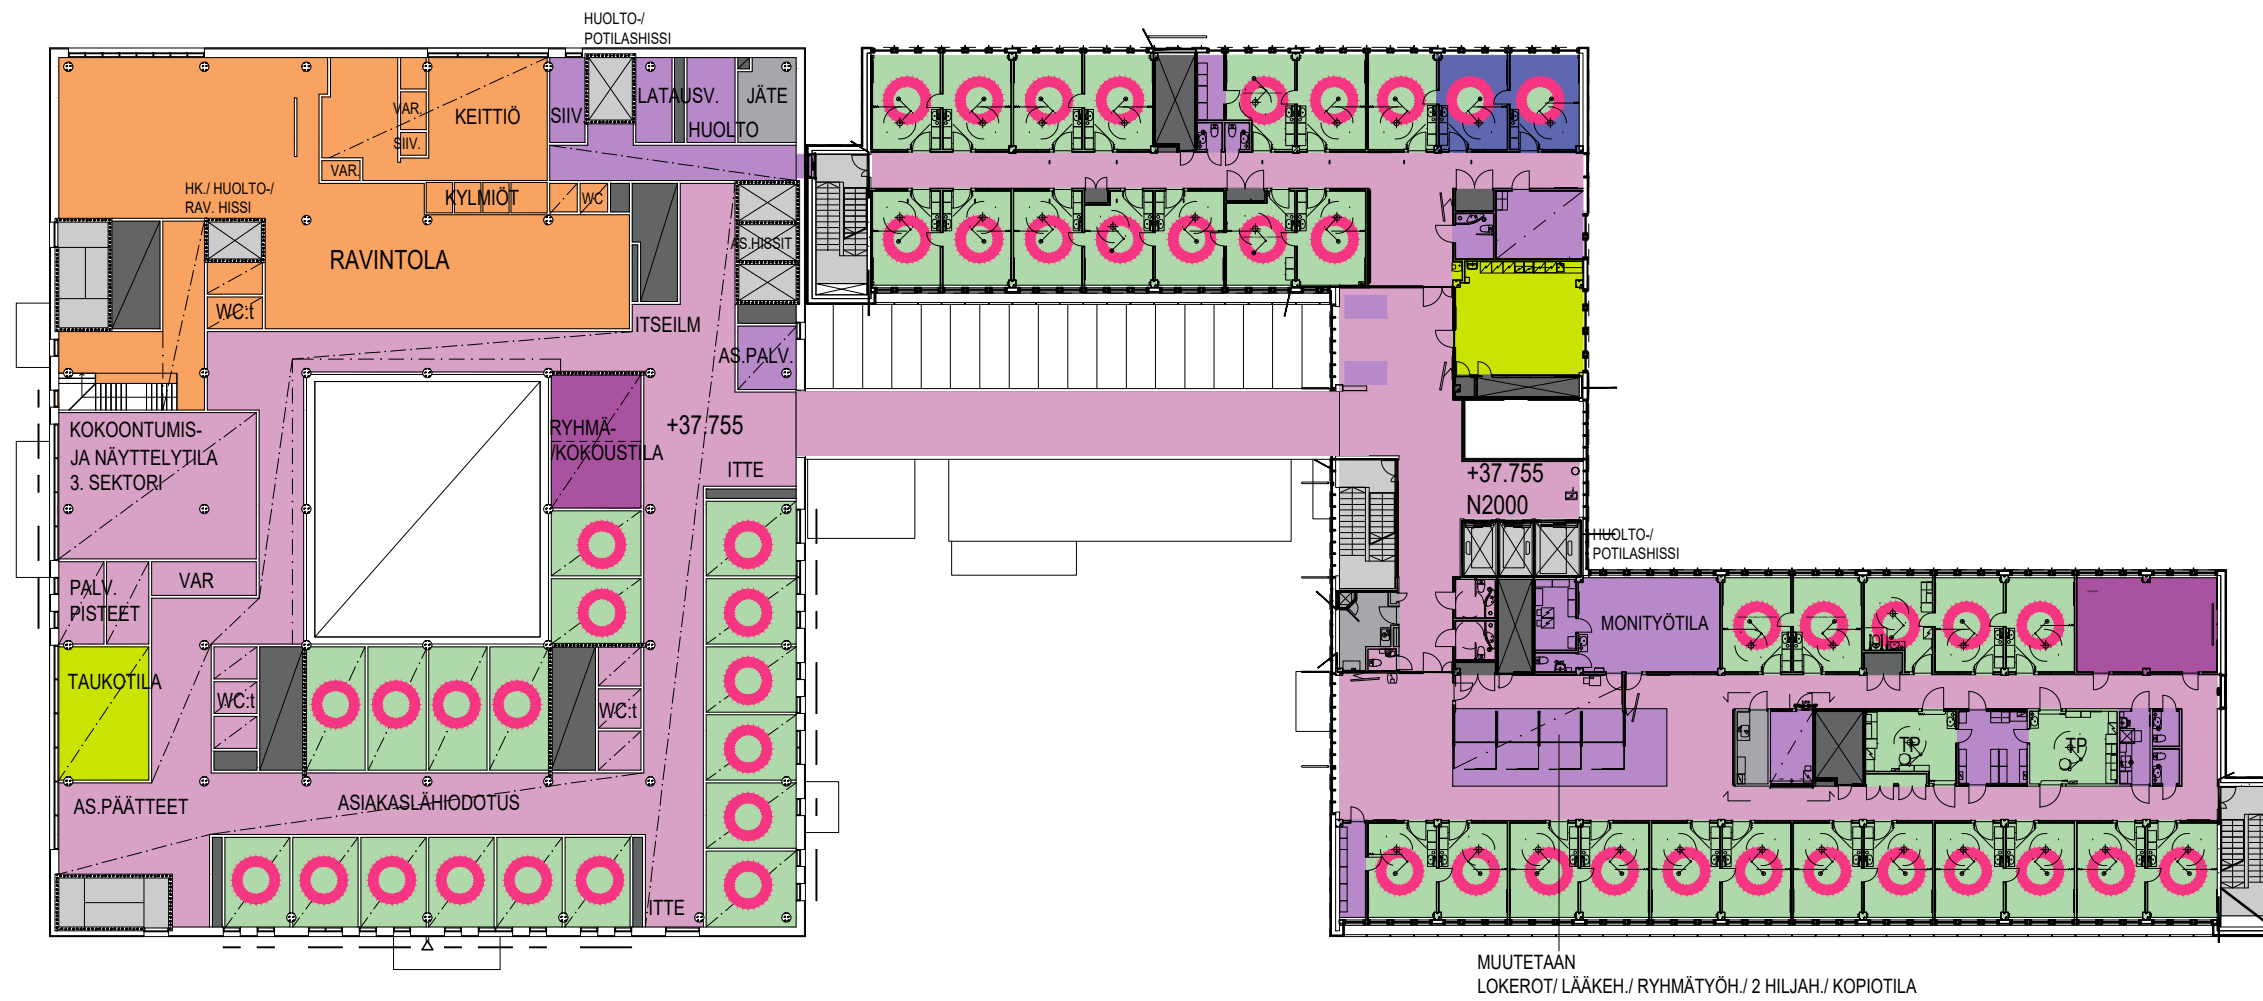 HUOLTO-/
POTILASHISSI
VAR.
SIIV.
KEITTIÖ
SIIV
LATAUSV.
JÄTE
HUOLTO
VAR.
HK./ HUOLTO-/
RAV. HISSI
KYLMIÖT
WC
AS.HISSIT
RAVINTOLA
WC:t
ITSEILM
AS.PALV.
KOKOONTUMIS-
JA NÄYTTELYTILA
3. SEKTORI
RYHMÄ-
/KOKOUSTILA
+37.755
ITTE
+37.755
N2000
HUOLTO-/
POTILASHISSI
PALV.
PISTEET
VAR
MONITYÖTILA
TAUKOTILA
WC:t
WC:t
TP
TP
AS.PÄÄTTEET
ASIAKASLÄHIODOTUS
ITTE
MUUTETAAN
LOKEROT/ LÄÄKEH./ RYHMÄTYÖH./ 2 HILJAH./ KOPIOTILA